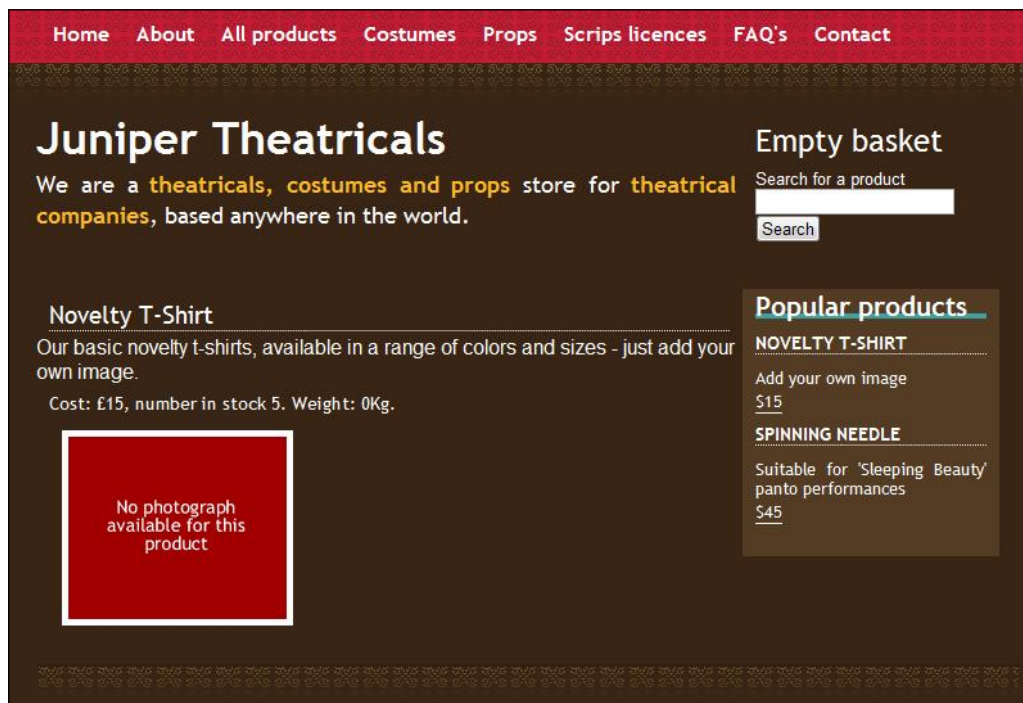 Home About All products Costumes Props Scrips licences FAQ's Contact
Juniper Theatricals
We are a theatricals, costumes and props store for theatrical
companies, based anywhere in the world.
Empty basket
Search for a product
Search
Novelty T-Shirt
Our basic novelty t-shirts, available in a range of colors and sizes - just add your
own image.
Cost: £15, number in stock 5. Weight: 0Kg.
No photograph
available for this
product
Popular products
NOVELTY T-SHIRT
Add your own image
$15
SPINNING NEEDLE
Suitable for 'Sleeping Beauty'
panto performances
$45